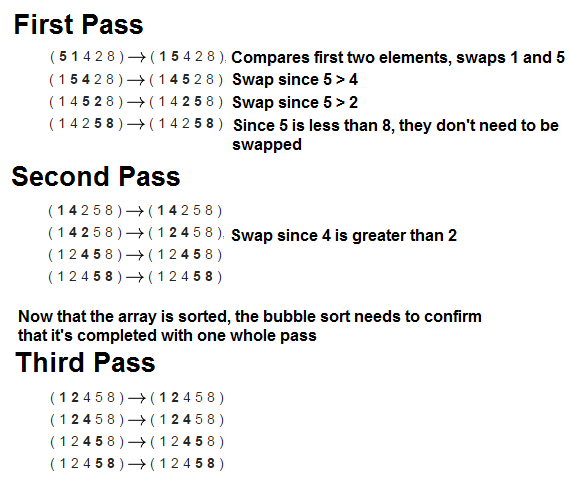 First Pass
( 5 1 4 2 8 ) → ( 1 5 4 2 8 ), Compares first two elements, swaps 1 and 5
( 1 5 4 2 8 ) → ( 1 4 5 2 8 ) Swap since 5 > 4
( 1 4 5 2 8 ) → ( 1 4 2 5 8 ) Swap since 5 > 2
( 1 4 2 5 8 ) → ( 1 4 2 5 8 ) Since 5 is less than 8, they don't need to be
swapped
Second Pass
( 1 4 2 5 8 ) → ( 1 4 2 5 8 )
( 1 4 2 5 8 ) → ( 1 2 4 5 8 ), Swap since 4 is greater than 2
( 1 2 4 5 8 ) → ( 1 2 4 5 8 )
( 1 2 4 5 8 ) → ( 1 2 4 5 8 )
Now that the array is sorted, the bubble sort needs to confirm
that it's completed with one whole pass
Third Pass
( 1 2 4 5 8 ) → ( 1 2 4 5 8 )
( 1 2 4 5 8 ) → ( 1 2 4 5 8 )
( 1 2 4 5 8 ) → ( 1 2 4 5 8 )
( 1 2 4 5 8 ) → ( 1 2 4 5 8 )